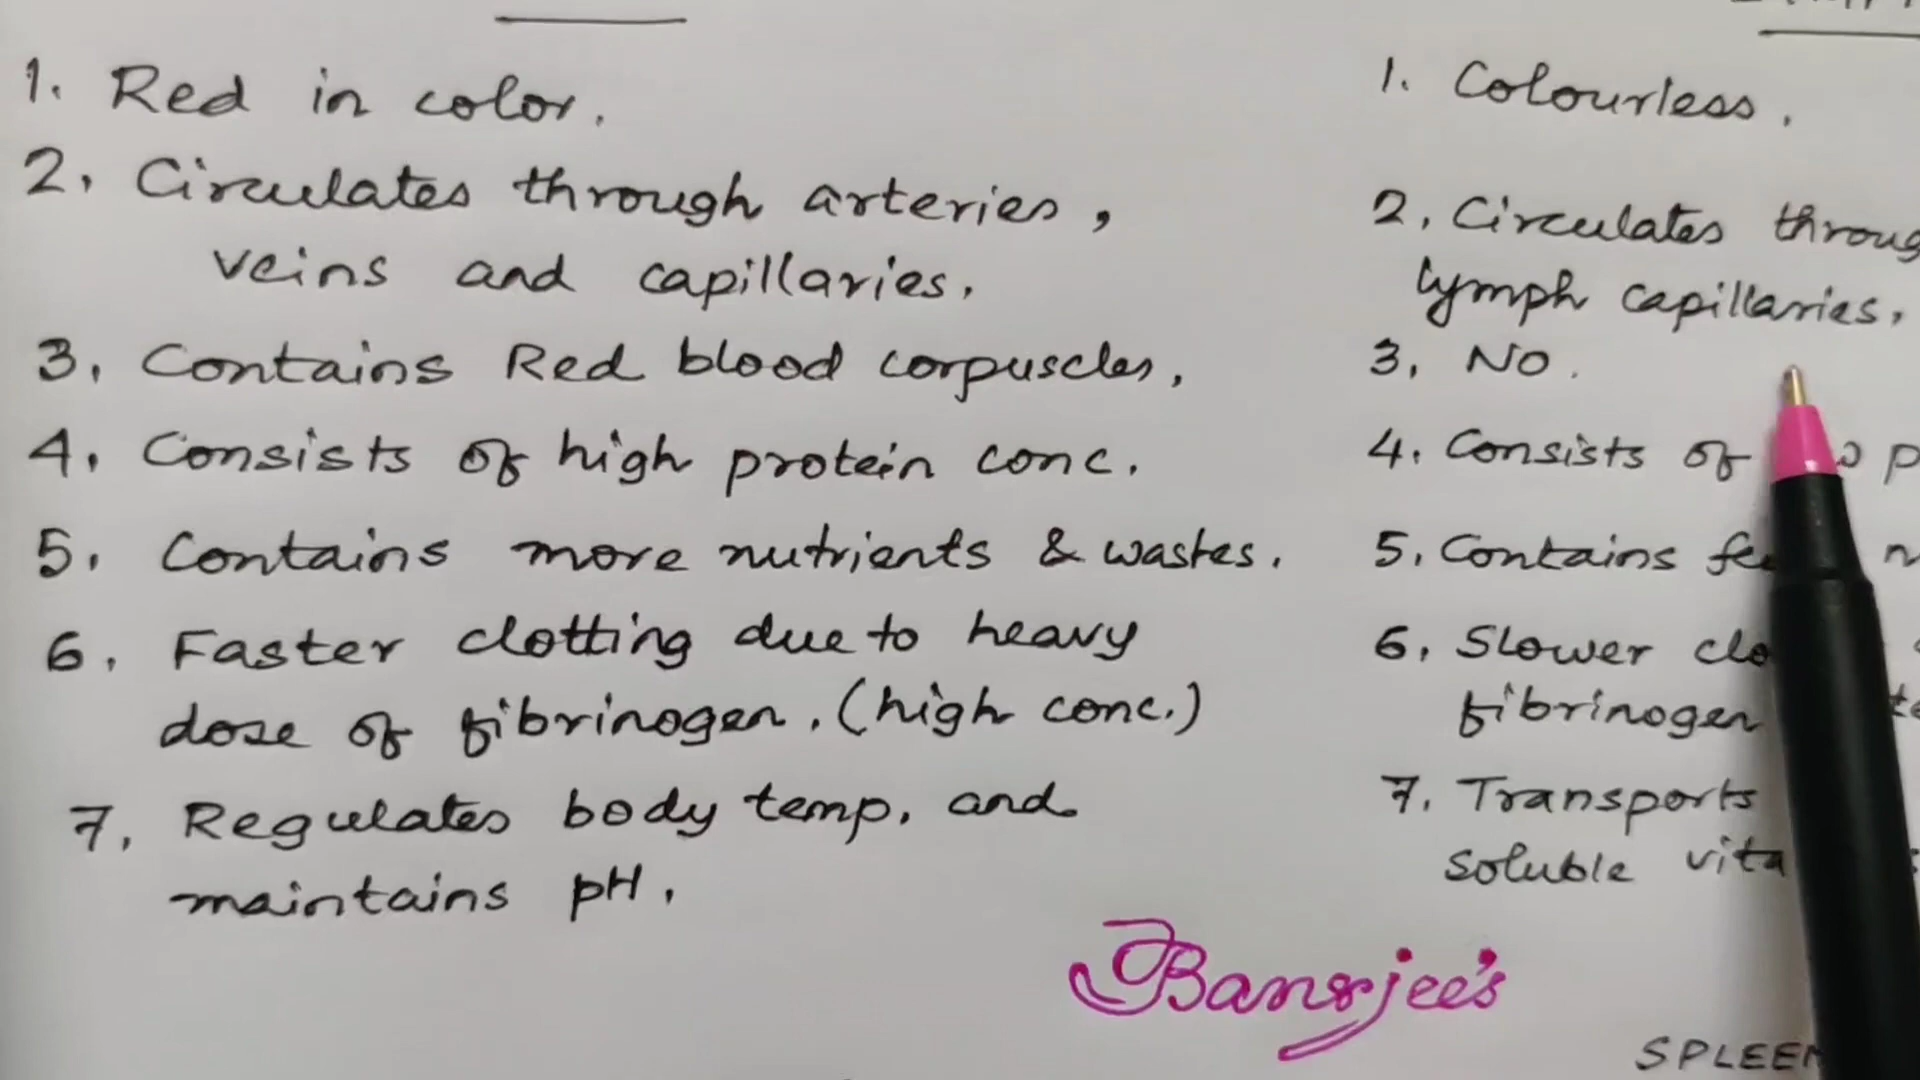 1. Red in color.
2. Circulates through arteries,
veins and capillaries.
3. Contains Red blood corpuscles.
4. Consists of high protein conc.
5. Contains more nutrients & wastes.
6. Faster clotting due to heavy
dose of fibrinogen. (high conc.)
7. Regulates body temp. and
maintains pH.
1. Colourless.
2. Circulates
lymph capillaries.
3. NO.
4. Consists of
5. Contains
6. Slower
fibrinogen
7. Transports
soluble
Banerjee's